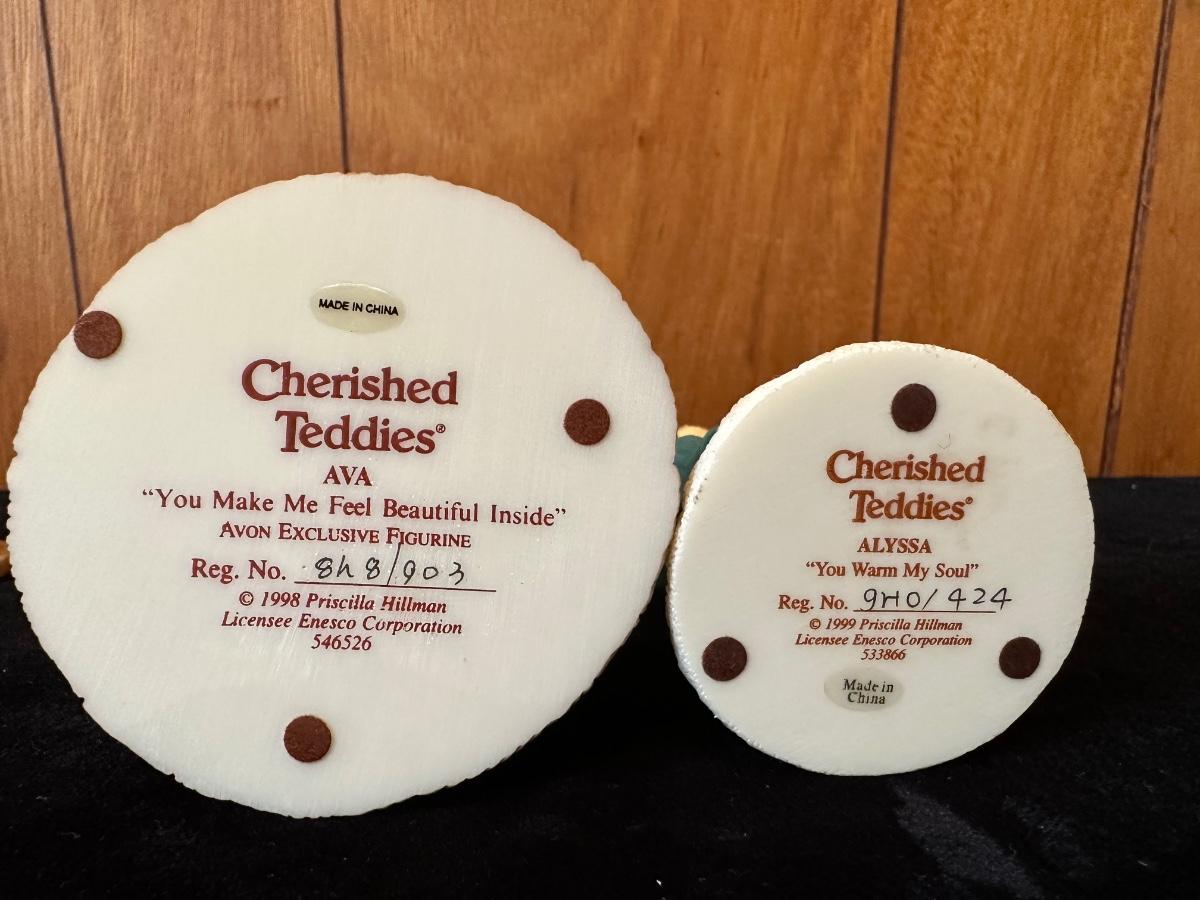 MADE IN CHINA
Cherished
Teddies®
AVA
“You Make Me Feel Beautiful Inside”
AVON EXCLUSIVE FIGURINE
Reg. No. 8h8/903
© 1998 Priscilla Hillman
Licensee Enesco Corporation
546526
Cherished
Teddies®
ALYSSA
“You Warm My Soul”
Reg. No. 9H0/424
© 1999 Priscilla Hillman
Licensee Enesco Corporation
533866
Made in
China